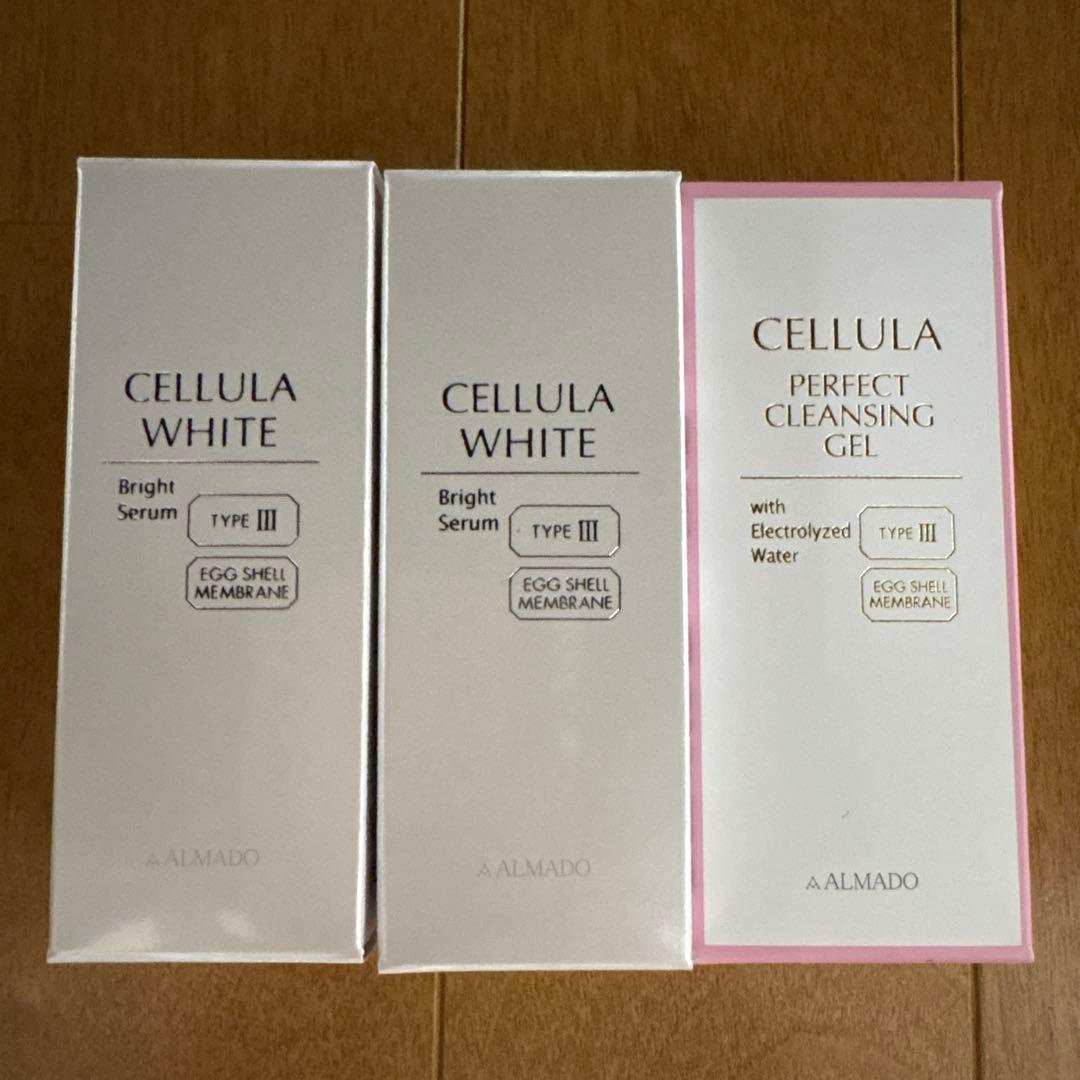 CELLULA
WHITE
Bright
Serum
TYPE III
EGG SHELL
MEMBRANE
ALMADO
CELLULA
WHITE
Bright
Serum
TYPE III
EGG SHELL
MEMBRANE
ALMADO
CELLULA
PERFECT
CLEANSING
GEL
with
Electrolyzed
Water
TYPE III
EGG SHELL
MEMBRANE
ALMADO